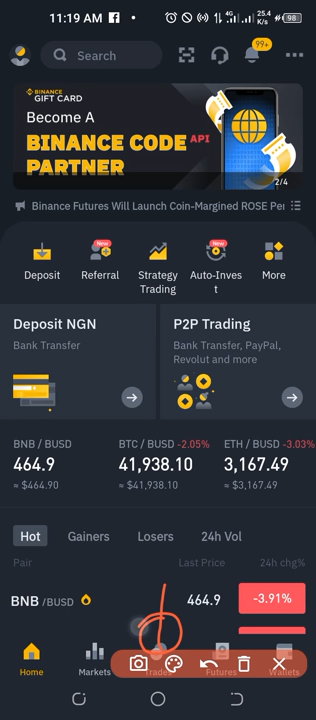 11:19 AM
4G
25.4
K/s
98
Search
99+
BINANCE
GIFT CARD
Become A
BINANCE CODE API
PARTNER
2/4
Binance Futures Will Launch Coin-Margined ROSE Per
New
New
Deposit
Referral
Strategy
Trading
Auto-Inves
t
More
Deposit NGN
Bank Transfer
P2P Trading
Bank Transfer, PayPal,
Revolut and more
BNB / BUSD
BTC / BUSD -2.05%
ETH / BUSD -3.03%
464.9
41,938.10
3,167.49
≈ $464.90
≈ $41,938.10
≈ $3,167.49
Hot Gainers Losers 24h Vol
Pair Last Price 24h chg%
BNB /BUSD 464.9 -3.91%
Home Markets Trades Futures Wallets